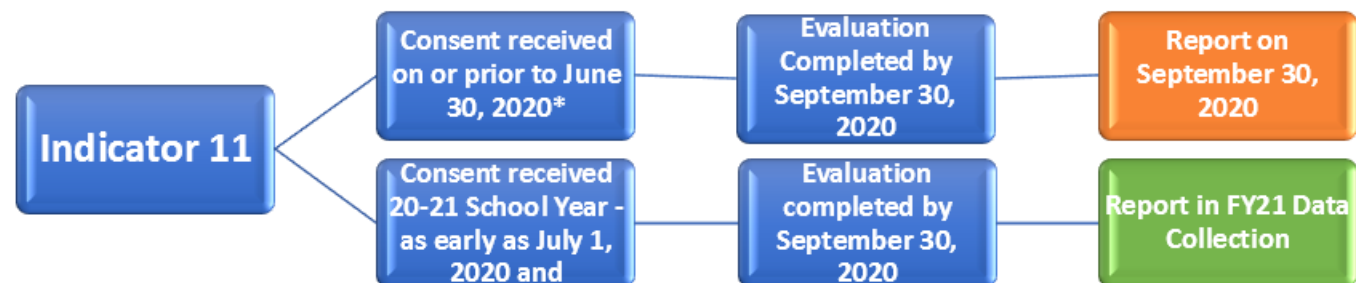 Indicator 11
Consent received
on or prior to June
30, 2020*
Evaluation
Completed by
September 30,
2020
Report on
September 30,
2020
Consent received
20-21 School Year -
as early as July 1,
2020 and
Evaluation
completed by
September 30,
2020
Report in FY21 Data
Collection